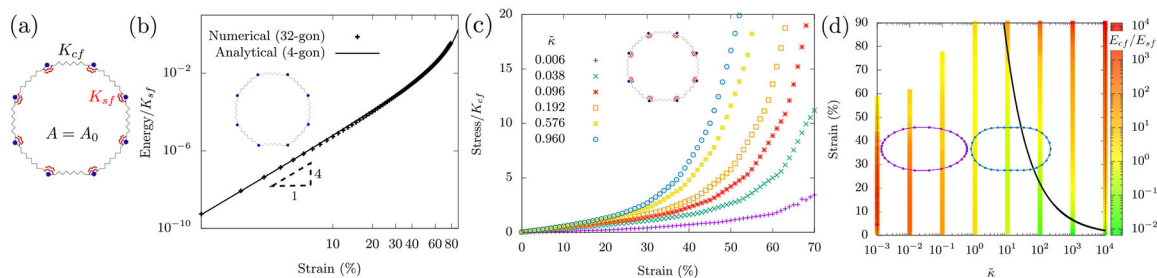 a)
K_cf
K_sf
A = A_0
b)
Energy/K_sf
10^−2
10^−6
10^−10
Numerical (32-gon)
Analytical (4-gon)
4
1
10 20 30 40 60 80
Strain (%)
c)
Stress/K_cf
20
15
10
5
0
κ̃
0.006
0.038
0.096
0.192
0.576
0.960
0 10 20 30 40 50 60 70
Strain (%)
d)
Strain (%)
90
80
70
60
50
40
30
20
10
0
10^−3 10^−2 10^−1 10^0 10^1 10^2 10^3 10^4
κ̃
E_cf/E_sf
10^4
10^3
10^2
10^1
10^0
10^−1
10^−2